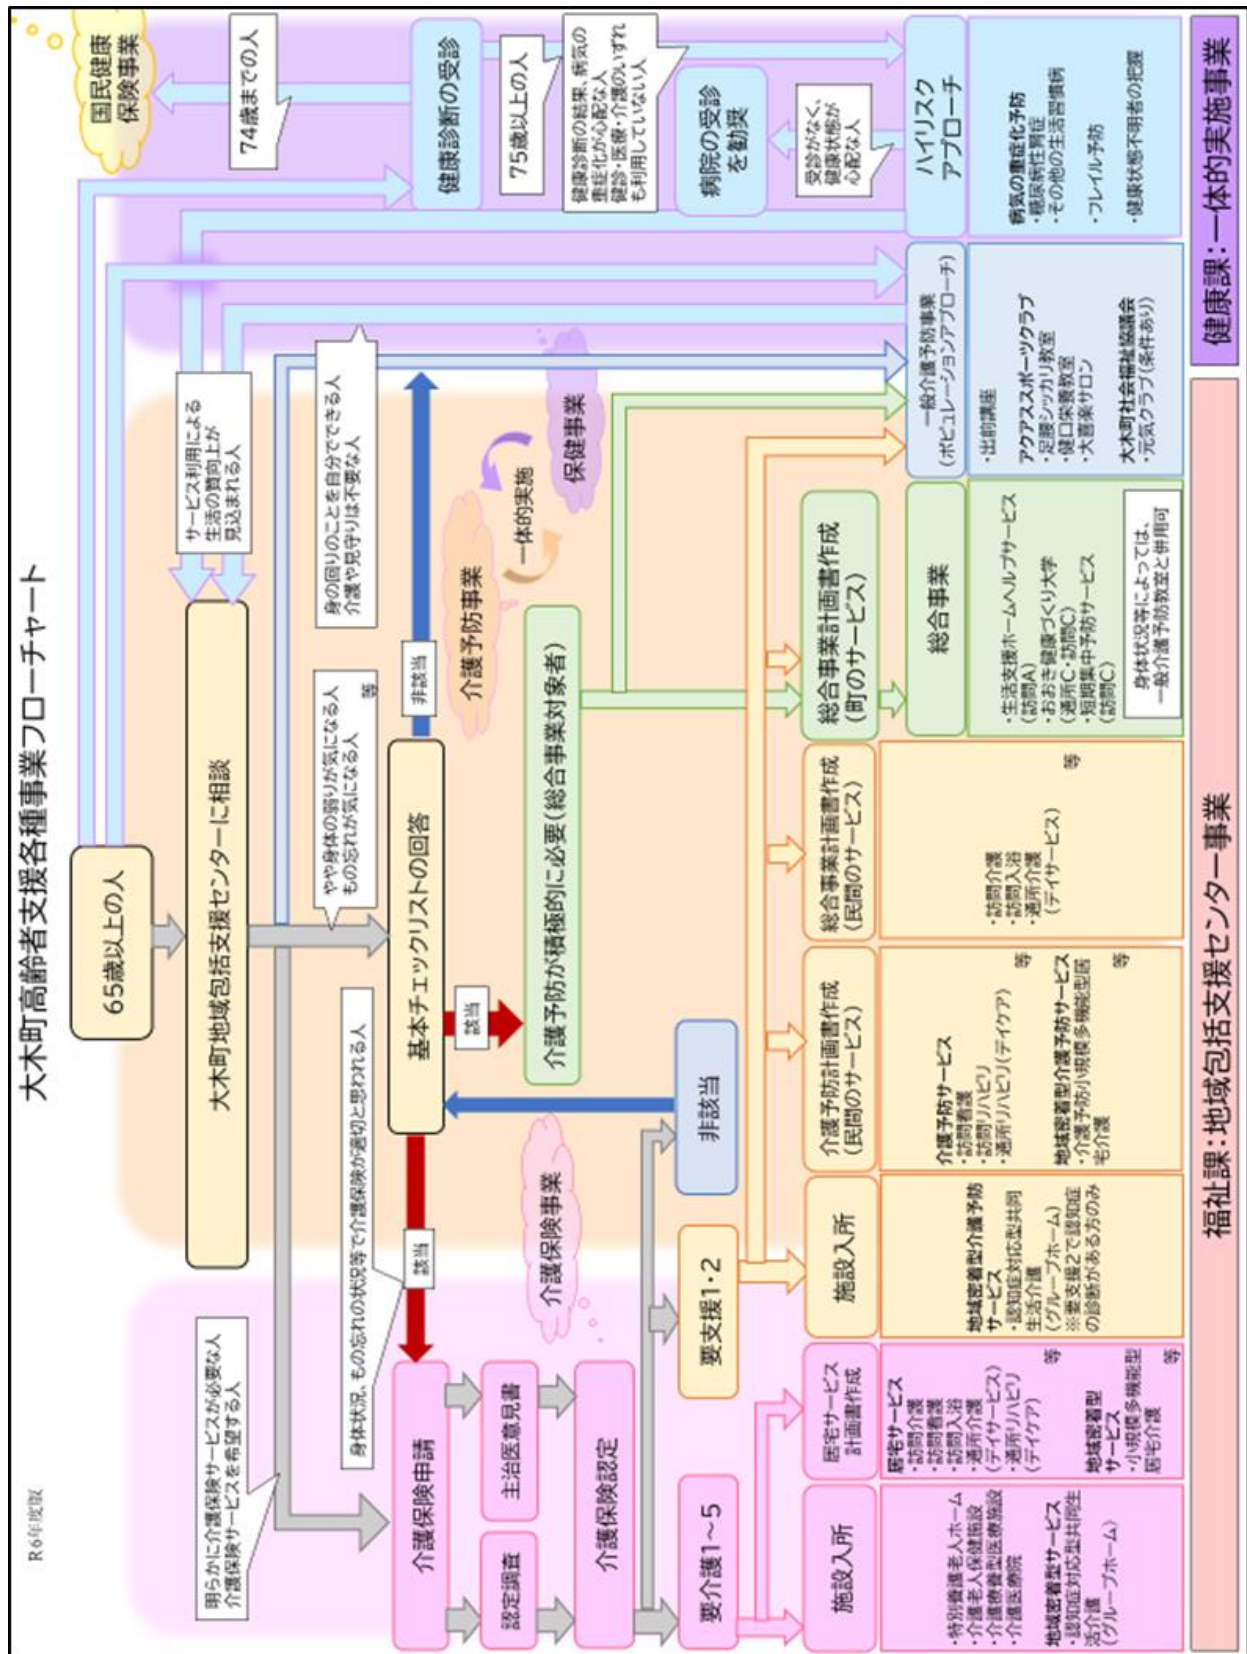 R6年度版
大木町高齢者支援各種事業フローチャート
65歳以上の人
国民健康
保険事業
74歳までの人
大木町地域包括支援センターに相談
サービス利用による
生活の質向上が
見込まれる人
明らかに介護保険サービスが必要な人
介護保険サービスを希望する人
やや身体の弱りが気になる人
もの忘れが気になる人
等
身の回りのことを自分でできる人
介護や見守りは不要な人
身体状況、もの忘れの状況等で介護保険が適切と思われる人
健康診断の受診
75歳以上の人
健康診断の結果、病気の
重症化が心配な人
健診・医療・介護のいずれ
も利用していない人
介護保険申請
該当
基本チェックリストの回答
非該当
該当
認定調査
主治医意見書
介護保険事業
介護予防が積極的に必要(総合事業対象者)
介護予防事業
一体的実施
保健事業
介護保険認定
要介護1~5
要支援1・2
非該当
病院の受診
を勧奨
受診がなく、
健康状態が
心配な人
施設入所
居宅サービス
計画書作成
施設入所
介護予防計画書作成
(民間のサービス)
総合事業計画書作成
(民間のサービス)
総合事業計画書作成
(町のサービス)
総合事業
一般介護予防事業
(ポピュレーションアプローチ)
ハイリスク
アプローチ
・特別養護老人ホーム
・介護老人保健施設
・介護療養型医療施設
・介護医療院
地域密着型サービス
・認知症対応型共同生
活介護
(グループホーム)
居宅サービス
・訪問介護
・訪問看護
・訪問入浴
・通所介護
(デイサービス)
・通所リハビリ
(デイケア)
等
地域密着型
サービス
・小規模多機能型
居宅介護
等
地域密着型介護予防
サービス
・認知症対応型共同
生活介護
(グループホーム)
※要支援2で認知症
の診断がある方のみ
介護予防サービス
・訪問看護
・訪問リハビリ
・通所リハビリ(デイケア)
等
地域密着型介護予防サービス
・介護予防小規模多機能型居
宅介護
等
・訪問介護
・訪問入浴
・通所介護
(デイサービス)
等
・生活支援ホームヘルプサービス
(訪問A)
・おおき健康づくり大学
(通所C・訪問C)
・短期集中予防サービス
(訪問C)
身体状況等によっては、
一般介護予防教室と併用可
・出前講座
アクアススポーツクラブ
・足腰シッカリ教室
・健口栄養教室
・大喜楽サロン
大木町社会福祉協議会
・元気クラブ(条件あり)
病気の重症化予防
・糖尿病性腎症
・その他の生活習慣病
・フレイル予防
・健康状態不明者の把握
福祉課:地域包括支援センター事業
健康課:一体的実施事業